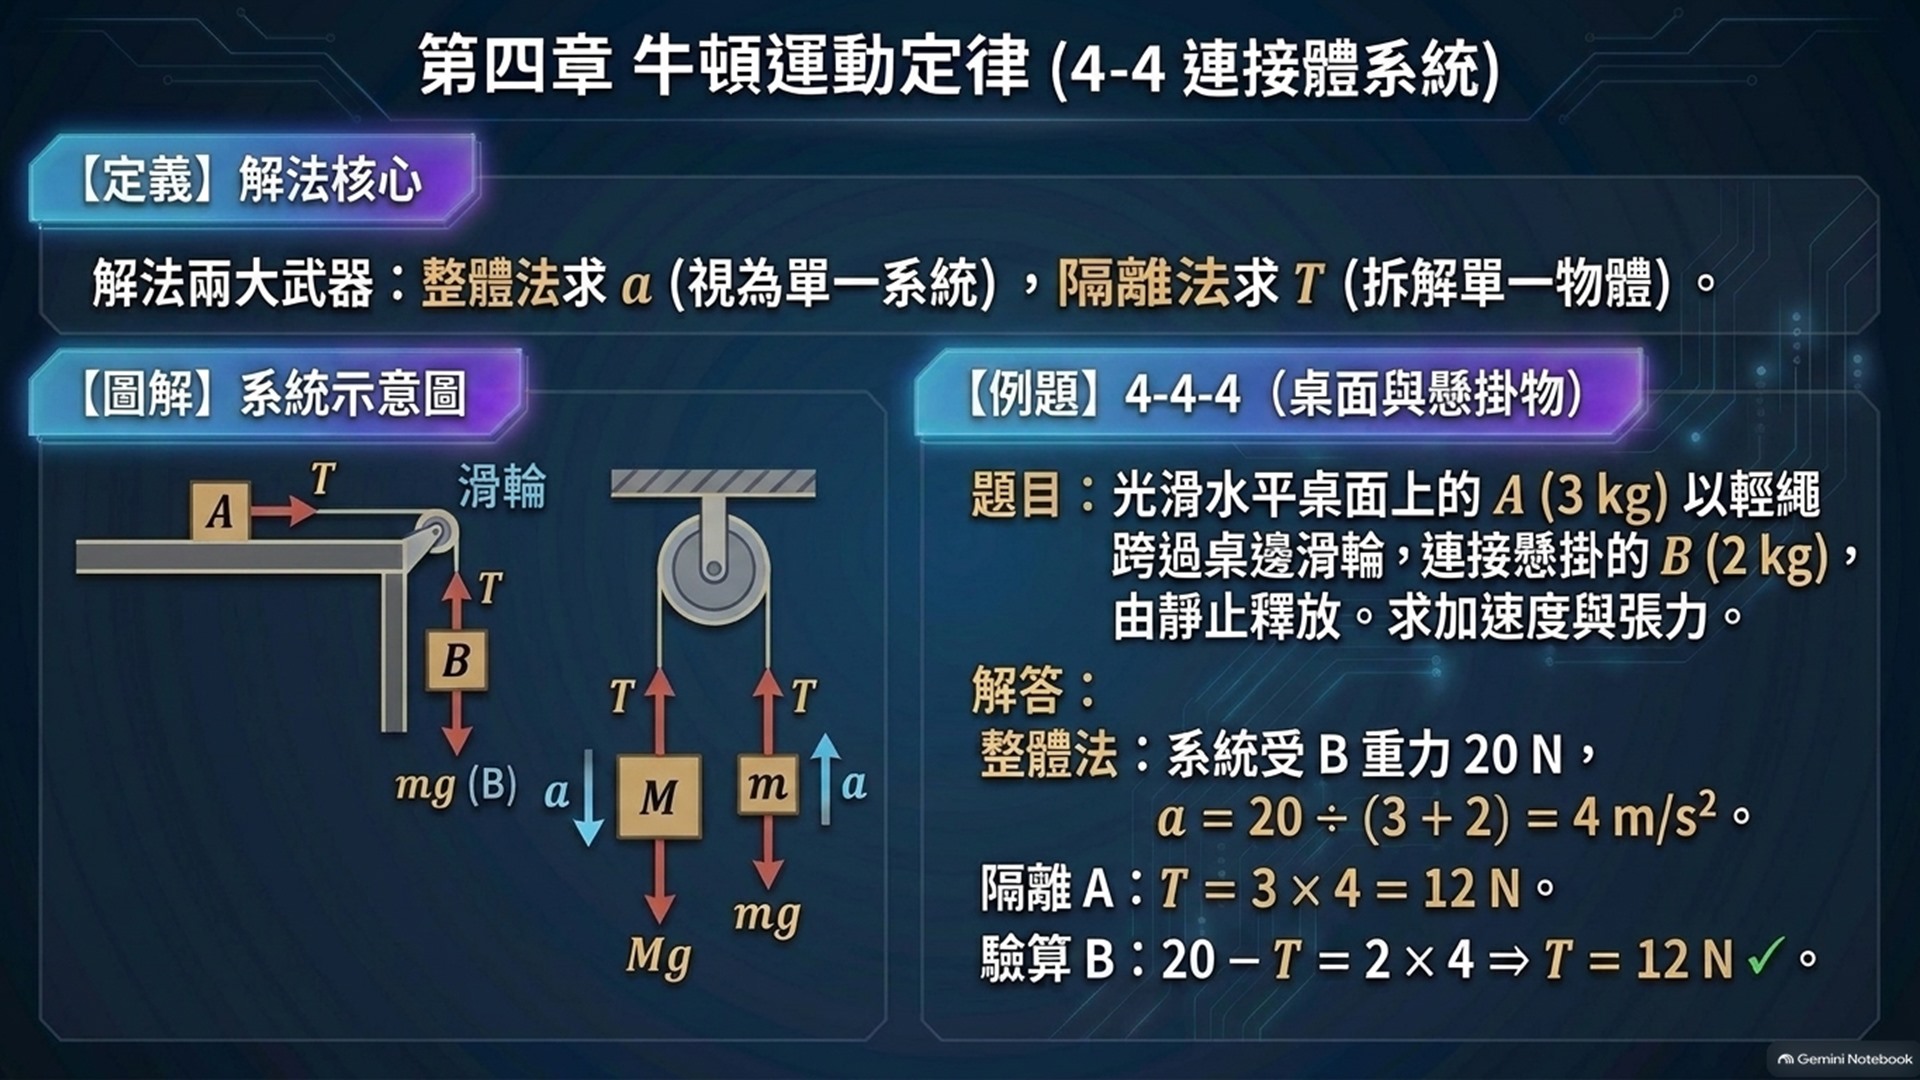 第四章 牛頓運動定律 (4-4 連接體系統)
【定義】解法核心
解法兩大武器：整體法求 a (視為單一系統)，隔離法求 T (拆解單一物體)。
【圖解】系統示意圖
A
T
滑輪
T
B
mg (B)
T
T
a
M
m
a
mg
Mg
【例題】4-4-4（桌面與懸掛物）
題目：光滑水平桌面上的 A (3 kg) 以輕繩
跨過桌邊滑輪，連接懸掛的 B (2 kg)，
由靜止釋放。求加速度與張力。
解答：
整體法：系統受 B 重力 20 N，
a = 20 ÷ (3 + 2) = 4 m/s²。
隔離 A：T = 3 × 4 = 12 N。
驗算 B：20 − T = 2 × 4 ⇒ T = 12 N ✓。
Gemini Notebook